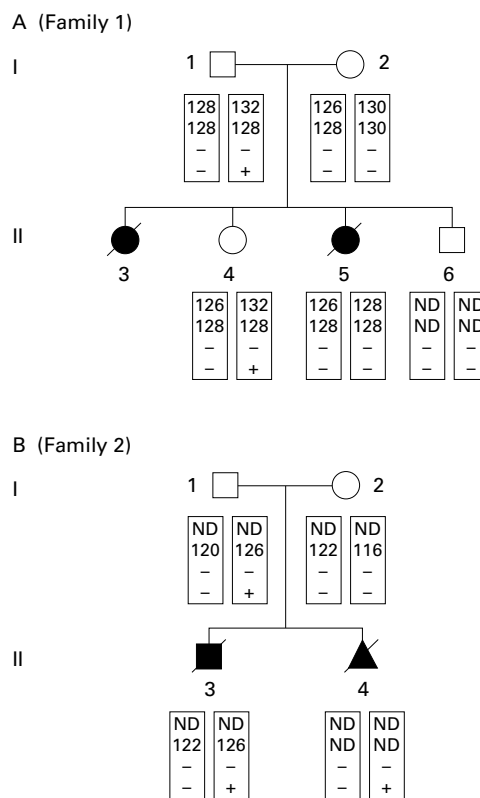 A (Family 1)
I
1 2
128 132 126 130
128 128 128 130
– – – –
– + – –
II
3 4 5 6
126 132 126 128 ND ND
128 128 128 128 ND ND
– – – – – –
– + – – – –
B (Family 2)
I
1 2
ND ND ND ND
120 126 122 116
– – – –
– + – –
II
3 4
ND ND ND ND
122 126 ND ND
– – – –
– + – +